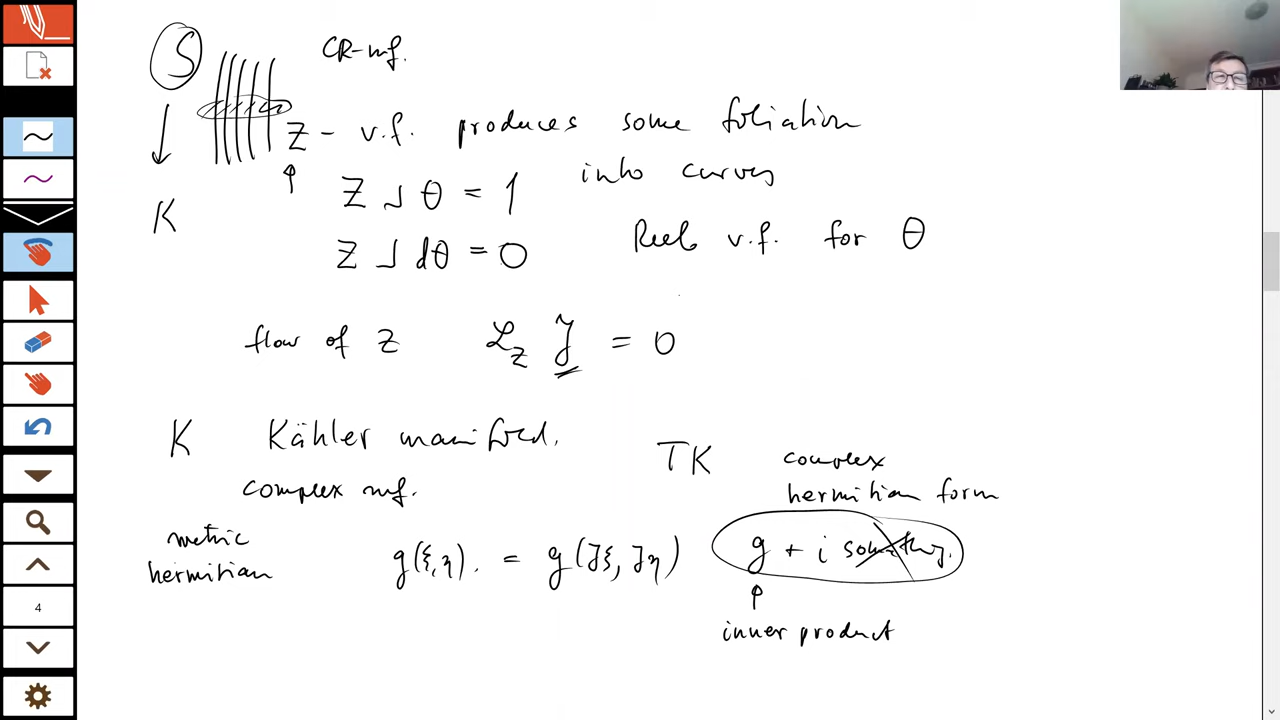 S
CR-mf.
Z - v.f. produces some foliation
into curves
Z ⌟ θ = 1
K
Z ⌟ dθ = 0
Reeb v.f. for θ
flow of Z ℒ_Z J = 0
K Kähler manifold.
TK complex
hermitian form
complex mf.
metric
hermitian
g(ξ,η). = g(Jξ, Jη)
g + i something.
inner product
4